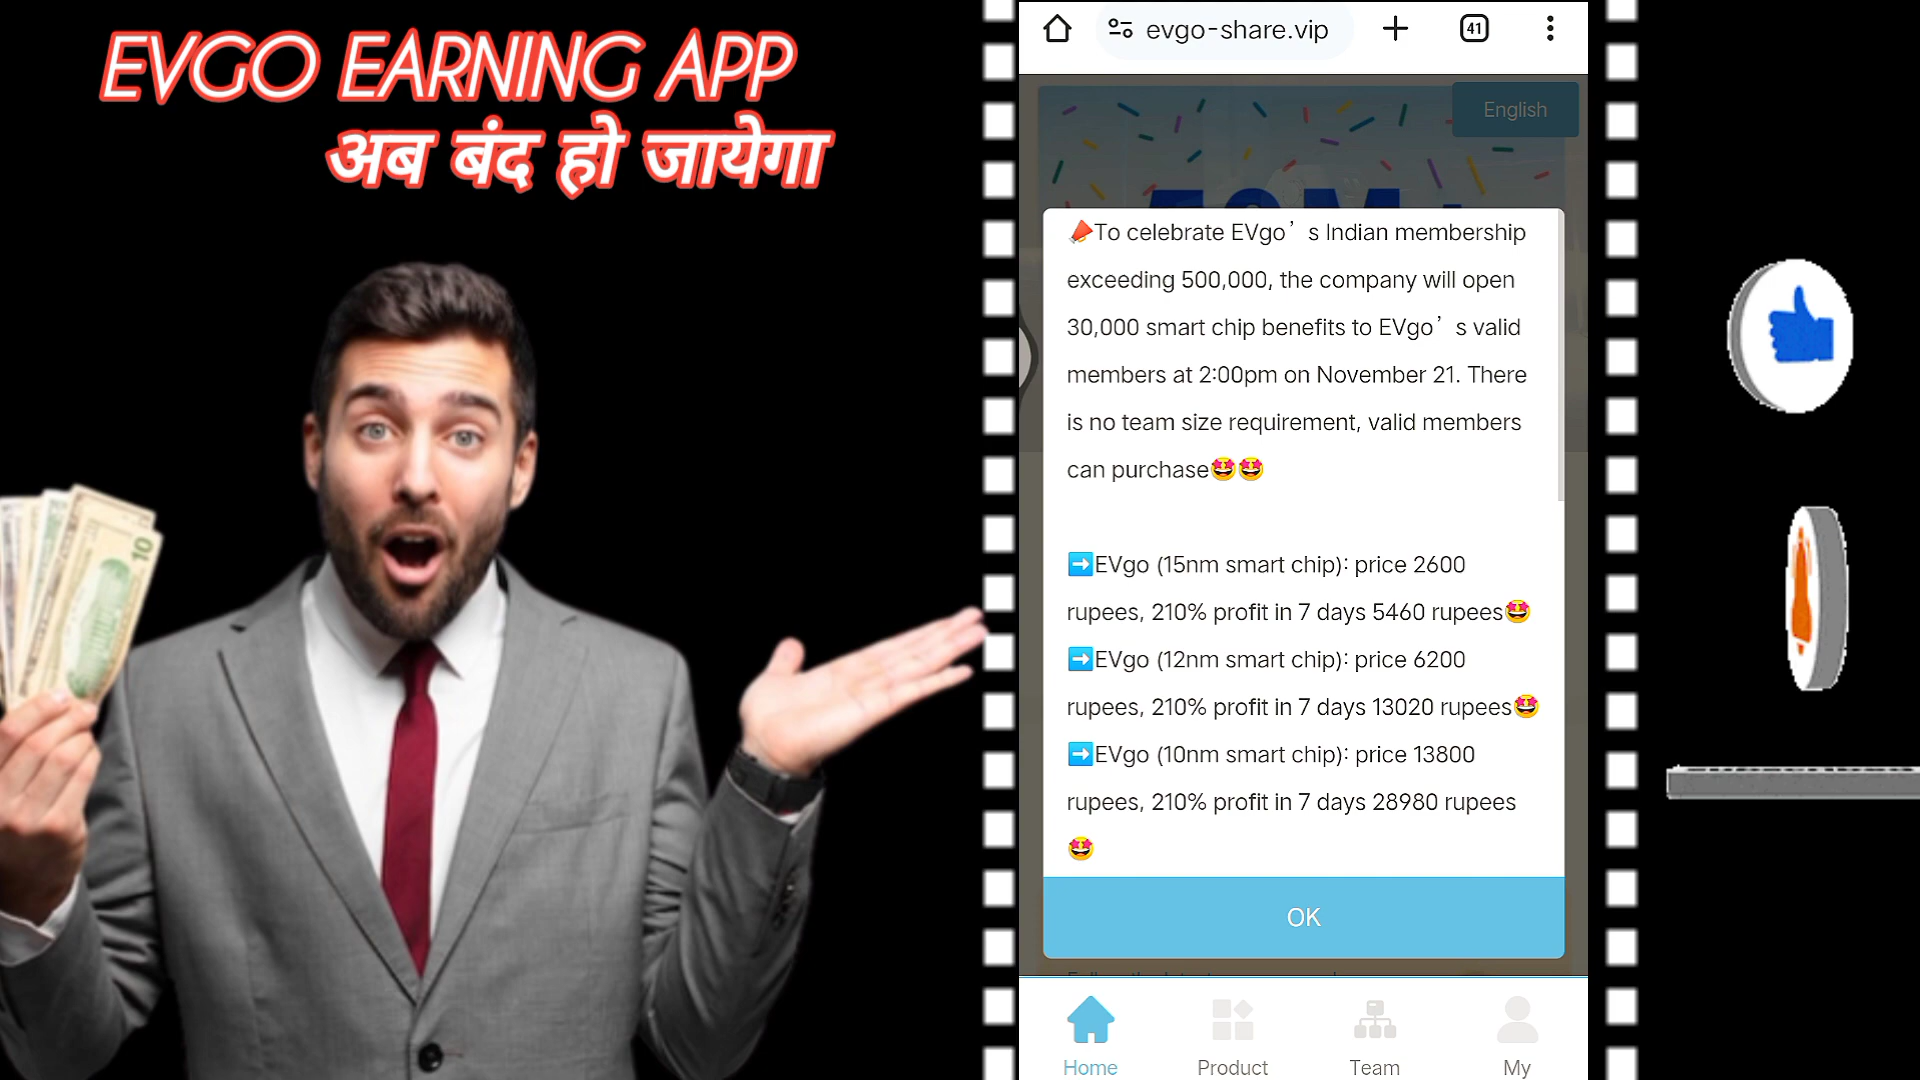 EVGO EARNING APP
अब बंद हो जायेगा
evgo-share.vip
41
English
📣To celebrate EVgo’s Indian membership
exceeding 500,000, the company will open
30,000 smart chip benefits to EVgo’s valid
members at 2:00pm on November 21. There
is no team size requirement, valid members
can purchase🤩🤩
➡️EVgo (15nm smart chip): price 2600
rupees, 210% profit in 7 days 5460 rupees🤩
➡️EVgo (12nm smart chip): price 6200
rupees, 210% profit in 7 days 13020 rupees🤩
➡️EVgo (10nm smart chip): price 13800
rupees, 210% profit in 7 days 28980 rupees
🤩
OK
Home
Product
Team
My
10